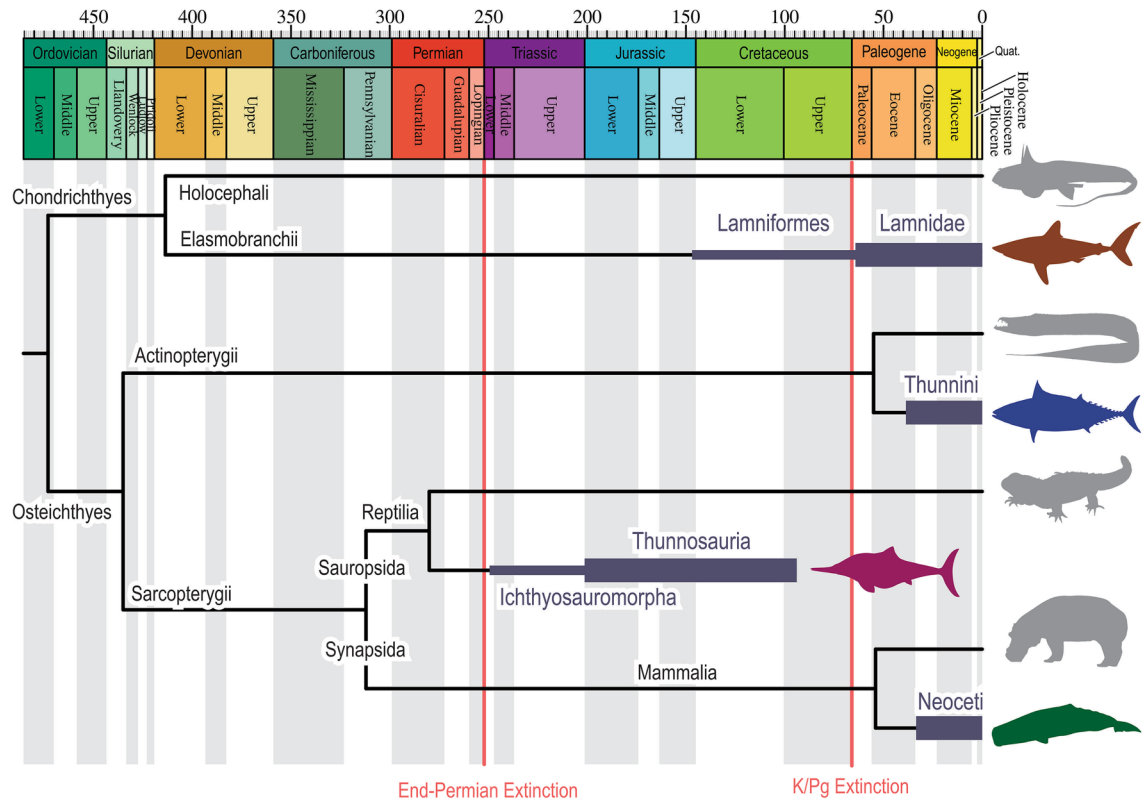 450 400 350 300 250 200 150 100 50 0
Ordovician Silurian Devonian Carboniferous Permian Triassic Jurassic Cretaceous Paleogene Neogene Quat.
Lower Middle Upper Llandovery Wenlock Ludlow Pridoli Lower Middle Upper Mississippian Pennsylvanian Cisuralian Guadalupian Lopingian Lower Middle Upper Lower Middle Upper Lower Upper Paleocene Eocene Oligocene Miocene Pliocene Pleistocene Holocene
Chondrichthyes
Holocephali
Elasmobranchii
Lamniformes
Lamnidae
Actinopterygii
Thunnini
Osteichthyes
Reptilia
Sauropsida
Thunnosauria
Ichthyosauromorpha
Sarcopterygii
Synapsida
Mammalia
Neoceti
End-Permian Extinction
K/Pg Extinction